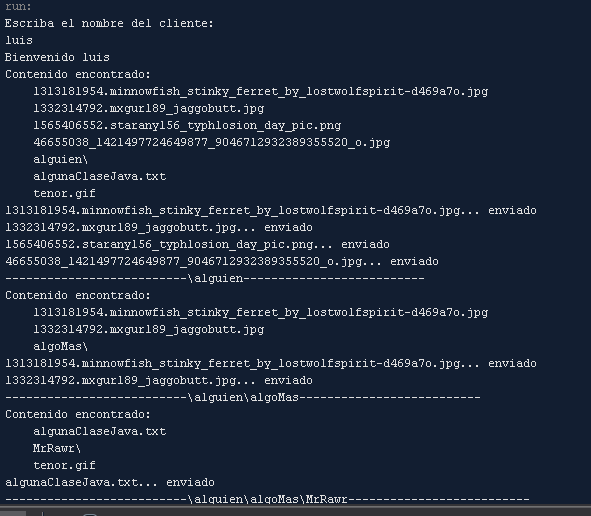 run:
Escriba el nombre del cliente:
luis
Bienvenido luis
Contenido encontrado:
1313181954.minnowfish_stinky_ferret_by_lostwolfspirit-d469a7o.jpg
1332314792.mxgurl89_jaggobutt.jpg
1565406552.starany156_typhlosion_day_pic.png
46655038_1421497724649877_9046712932389355520_o.jpg
alguien\
algunaClaseJava.txt
tenor.gif
1313181954.minnowfish_stinky_ferret_by_lostwolfspirit-d469a7o.jpg... enviado
1332314792.mxgurl89_jaggobutt.jpg... enviado
1565406552.starany156_typhlosion_day_pic.png... enviado
46655038_1421497724649877_9046712932389355520_o.jpg... enviado
--------------------------\alguien--------------------------
Contenido encontrado:
1313181954.minnowfish_stinky_ferret_by_lostwolfspirit-d469a7o.jpg
1332314792.mxgurl89_jaggobutt.jpg
algoMas\
1313181954.minnowfish_stinky_ferret_by_lostwolfspirit-d469a7o.jpg... enviado
1332314792.mxgurl89_jaggobutt.jpg... enviado
--------------------------\alguien\algoMas--------------------------
Contenido encontrado:
algunaClaseJava.txt
MrRawr\
tenor.gif
algunaClaseJava.txt... enviado
--------------------------\alguien\algoMas\MrRawr--------------------------